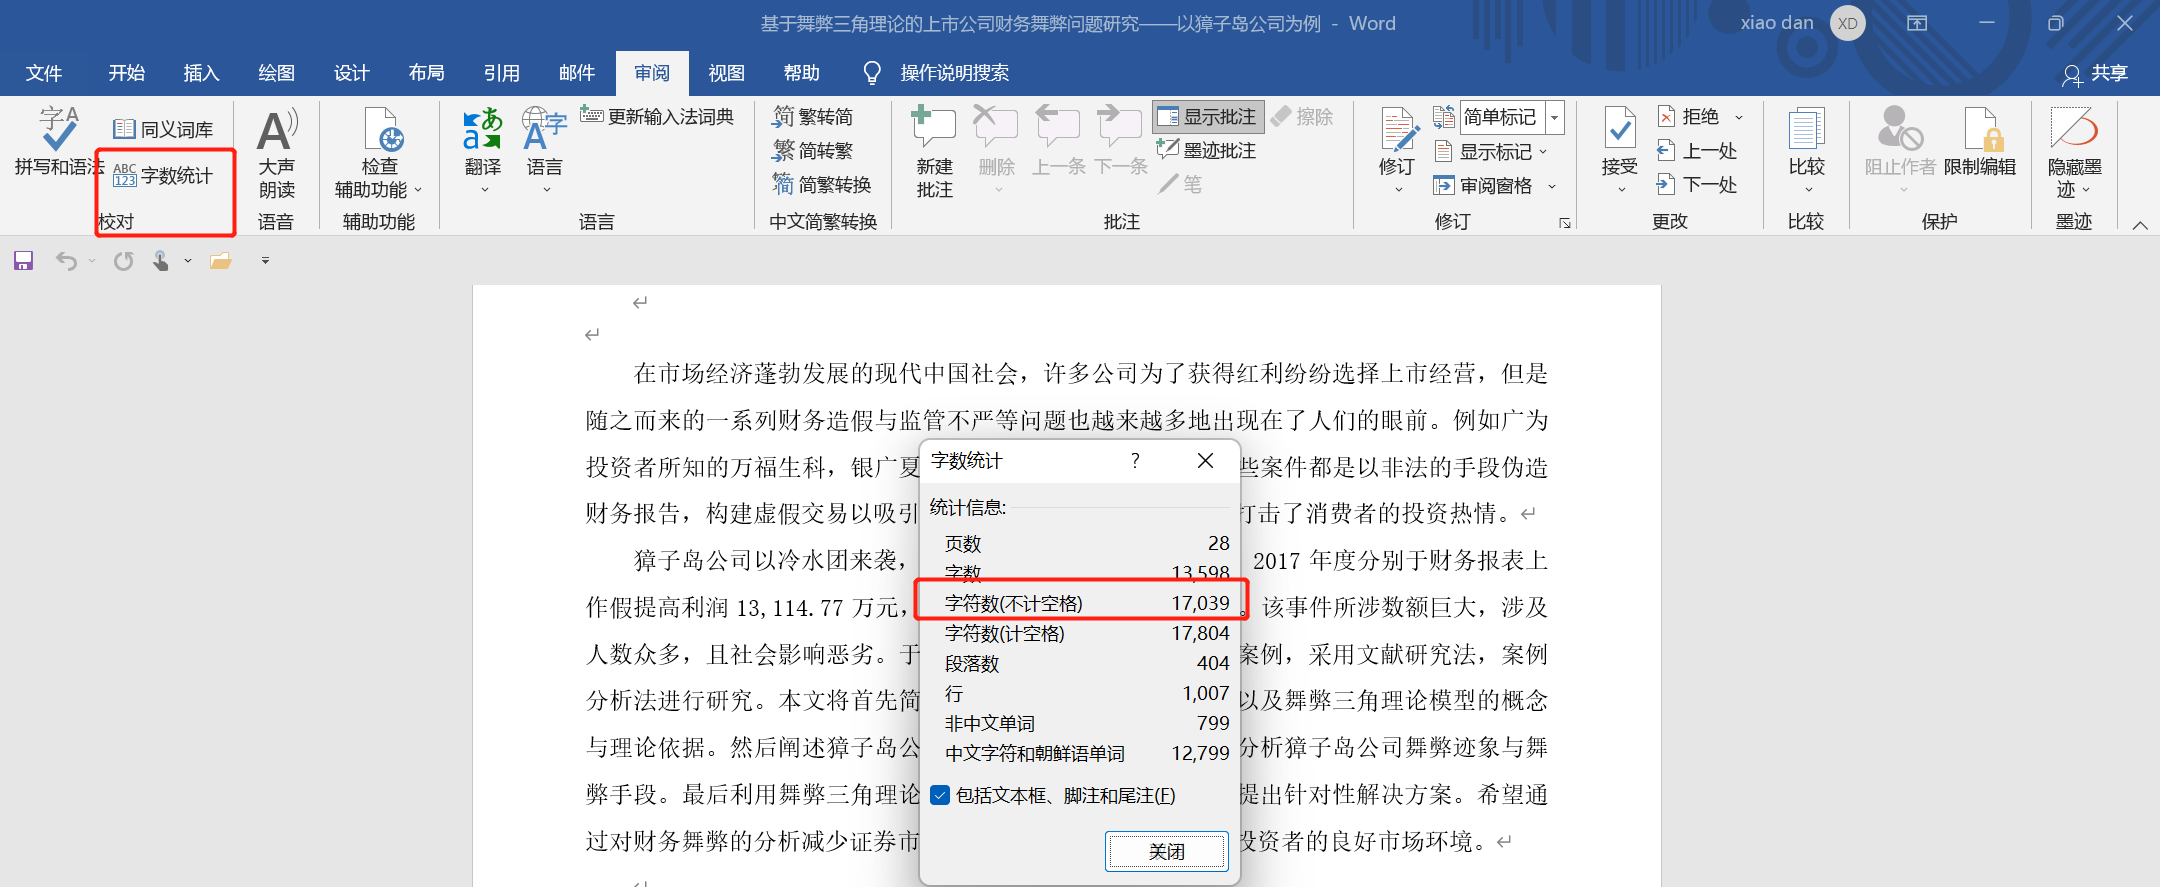 基于舞弊三角理论的上市公司财务舞弊问题研究——以獐子岛公司为例 - Word
xiao dan XD
文件 开始 插入 绘图 设计 布局 引用 邮件 审阅 视图 帮助 操作说明搜索 共享
拼写和语法
同义词库
ABC 123 字数统计
校对
大声
朗读
语音
检查
辅助功能
辅助功能
翻译
语言
更新输入法词典
语言
繁转简
简转繁
简繁转换
中文简繁转换
新建
批注
删除
上一条
下一条
显示批注
墨迹批注
笔
擦除
批注
修订
简单标记
显示标记
审阅窗格
修订
接受
拒绝
上一处
下一处
更改
比较
比较
阻止作者
限制编辑
保护
隐藏墨
迹
墨迹
在市场经济蓬勃发展的现代中国社会，许多公司为了获得红利纷纷选择上市经营，但是
随之而来的一系列财务造假与监管不严等问题也越来越多地出现在了人们的眼前。例如广为
投资者所知的万福生科，银广夏 些案件都是以非法的手段伪造
财务报告，构建虚假交易以吸引 打击了消费者的投资热情。
獐子岛公司以冷水团来袭， 2017 年度分别于财务报表上
作假提高利润 13,114.77 万元， 。该事件所涉数额巨大，涉及
人数众多，且社会影响恶劣。于 案例，采用文献研究法，案例
分析法进行研究。本文将首先简 以及舞弊三角理论模型的概念
与理论依据。然后阐述獐子岛公 分析獐子岛公司舞弊迹象与舞
弊手段。最后利用舞弊三角理论 提出针对性解决方案。希望通
过对财务舞弊的分析减少证券市 投资者的良好市场环境。
字数统计 ?
统计信息:
页数 28
字数 13,598
字符数(不计空格) 17,039
字符数(计空格) 17,804
段落数 404
行 1,007
非中文单词 799
中文字符和朝鲜语单词 12,799
包括文本框、脚注和尾注(F)
关闭